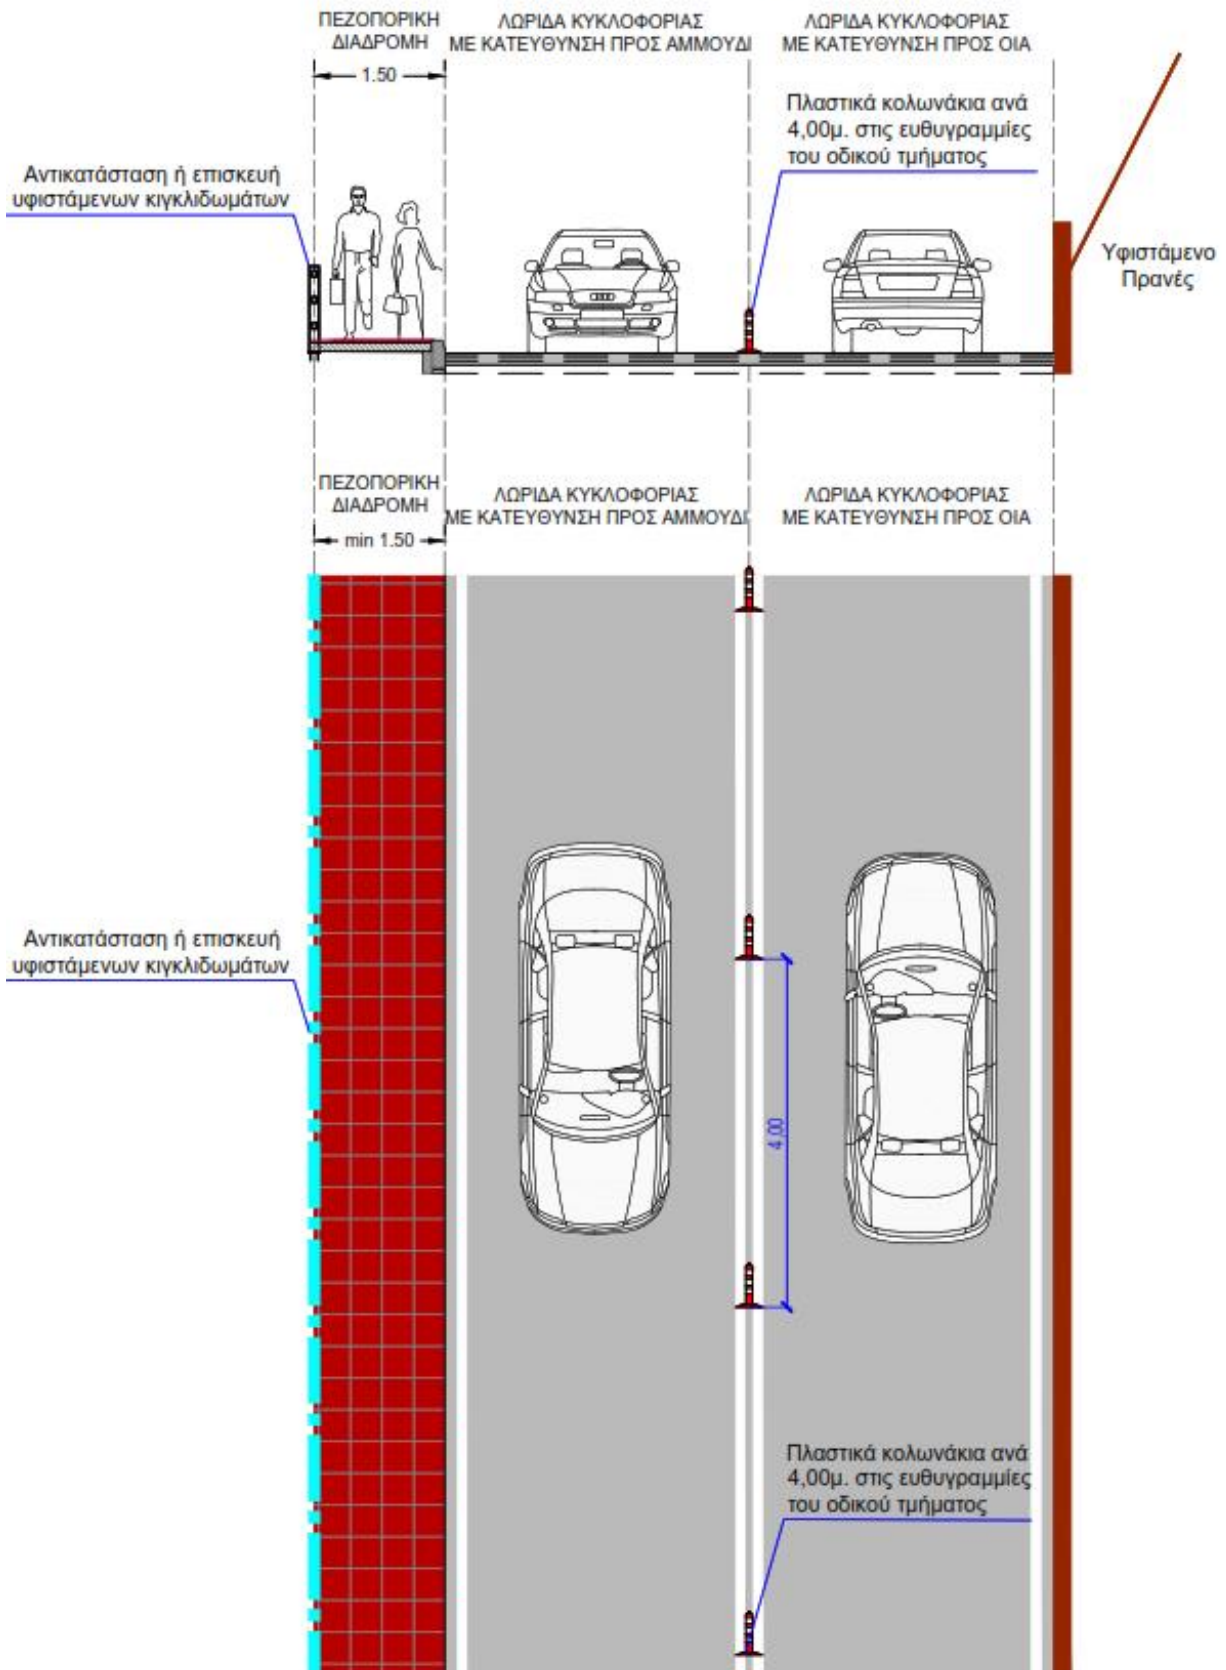 ΠΕΖΟΠΟΡΙΚΗ
ΔΙΑΔΡΟΜΗ
1.50
ΛΩΡΙΔΑ ΚΥΚΛΟΦΟΡΙΑΣ
ΜΕ ΚΑΤΕΥΘΥΝΣΗ ΠΡΟΣ ΑΜΜΟΥΔΙ
ΛΩΡΙΔΑ ΚΥΚΛΟΦΟΡΙΑΣ
ΜΕ ΚΑΤΕΥΘΥΝΣΗ ΠΡΟΣ ΟΙΑ
Πλαστικά κολωνάκια ανά
4,00μ. στις ευθυγραμμίες
του οδικού τμήματος
Αντικατάσταση ή επισκευή
υφιστάμενων κιγκλιδωμάτων
Υφιστάμενο
Πρανές
ΠΕΖΟΠΟΡΙΚΗ
ΔΙΑΔΡΟΜΗ
min 1.50
ΛΩΡΙΔΑ ΚΥΚΛΟΦΟΡΙΑΣ
ΜΕ ΚΑΤΕΥΘΥΝΣΗ ΠΡΟΣ ΑΜΜΟΥΔΙ
ΛΩΡΙΔΑ ΚΥΚΛΟΦΟΡΙΑΣ
ΜΕ ΚΑΤΕΥΘΥΝΣΗ ΠΡΟΣ ΟΙΑ
Αντικατάσταση ή επισκευή
υφιστάμενων κιγκλιδωμάτων
4,00
Πλαστικά κολωνάκια ανά
4,00μ. στις ευθυγραμμίες
του οδικού τμήματος